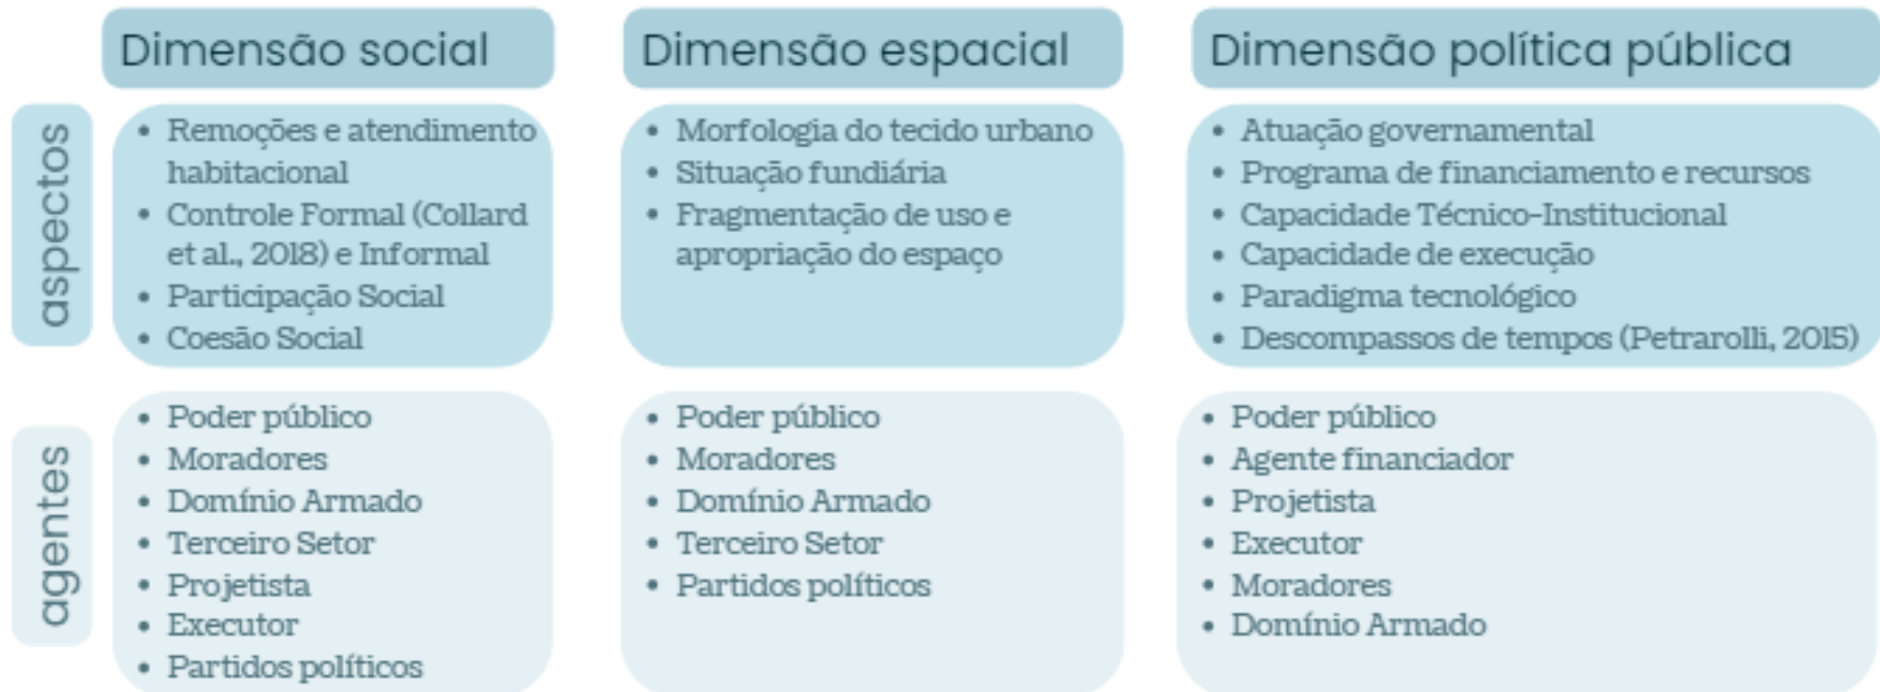 Dimensão social
Dimensão espacial
Dimensão política pública
aspectos
• Remoções e atendimento
habitacional
• Controle Formal (Collard
et al., 2018) e Informal
• Participação Social
• Coesão Social
• Morfologia do tecido urbano
• Situação fundiária
• Fragmentação de uso e
apropriação do espaço
• Atuação governamental
• Programa de financiamento e recursos
• Capacidade Técnico-Institucional
• Capacidade de execução
• Paradigma tecnológico
• Descompassos de tempos (Petrarolli, 2015)
agentes
• Poder público
• Moradores
• Domínio Armado
• Terceiro Setor
• Projetista
• Executor
• Partidos políticos
• Poder público
• Moradores
• Domínio Armado
• Terceiro Setor
• Partidos políticos
• Poder público
• Agente financiador
• Projetista
• Executor
• Moradores
• Domínio Armado